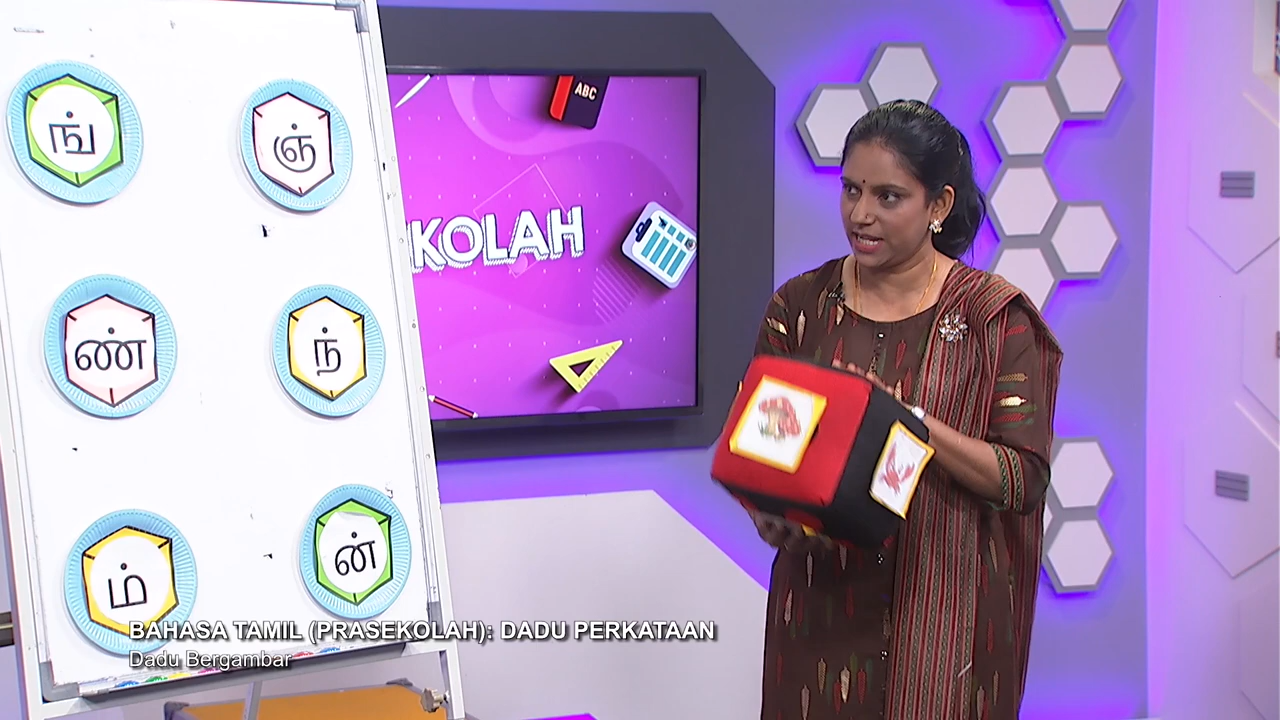 ங்
ஞ்
ண்
ந்
ம்
ன்
ABC
KOLAH
BAHASA TAMIL (PRASEKOLAH): DADU PERKATAAN
Dadu Bergambar